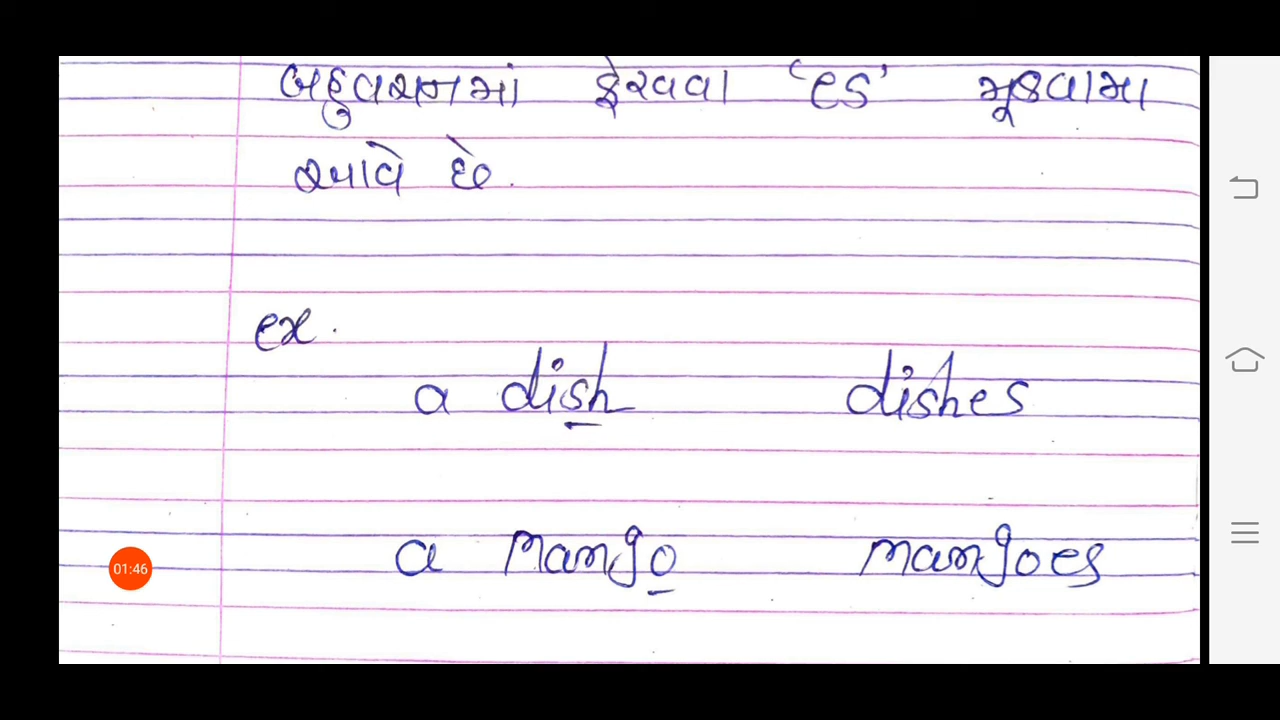 બહુવચનમાં ફેરવવા ‘es’ મૂકવામા
આવે છે.
ex.
a dish dishes
a mango mangoes
01:46